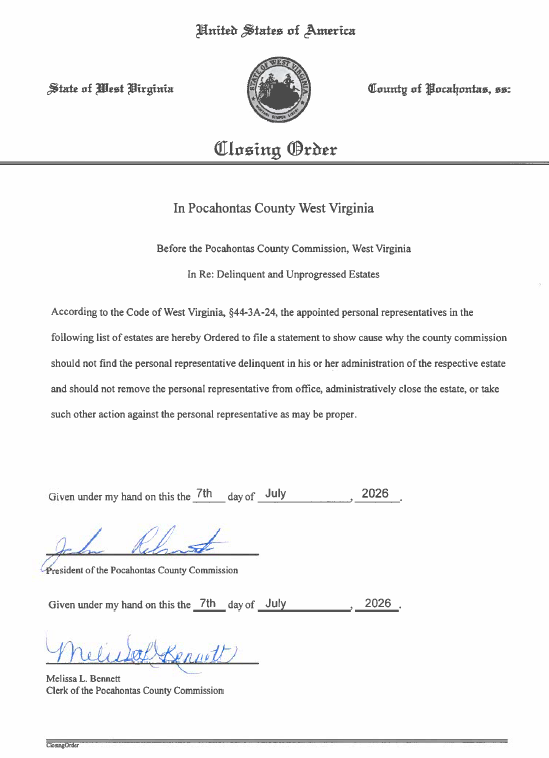 United States of America
State of West Virginia
STATE OF WEST VIRGINIA
County of Pocahontas, ss:
Closing Order
In Pocahontas County West Virginia
Before the Pocahontas County Commission, West Virginia
In Re: Delinquent and Unprogressed Estates
According to the Code of West Virginia, §44-3A-24, the appointed personal representatives in the
following list of estates are hereby Ordered to file a statement to show cause why the county commission
should not find the personal representative delinquent in his or her administration of the respective estate
and should not remove the personal representative from office, administratively close the estate, or take
such other action against the personal representative as may be proper.
Given under my hand on this the 7th day of July, 2026.
John
President of the Pocahontas County Commission
Given under my hand on this the 7th day of July, 2026.
Melissa Bennett
Melissa L. Bennett
Clerk of the Pocahontas County Commission
ClosingOrder